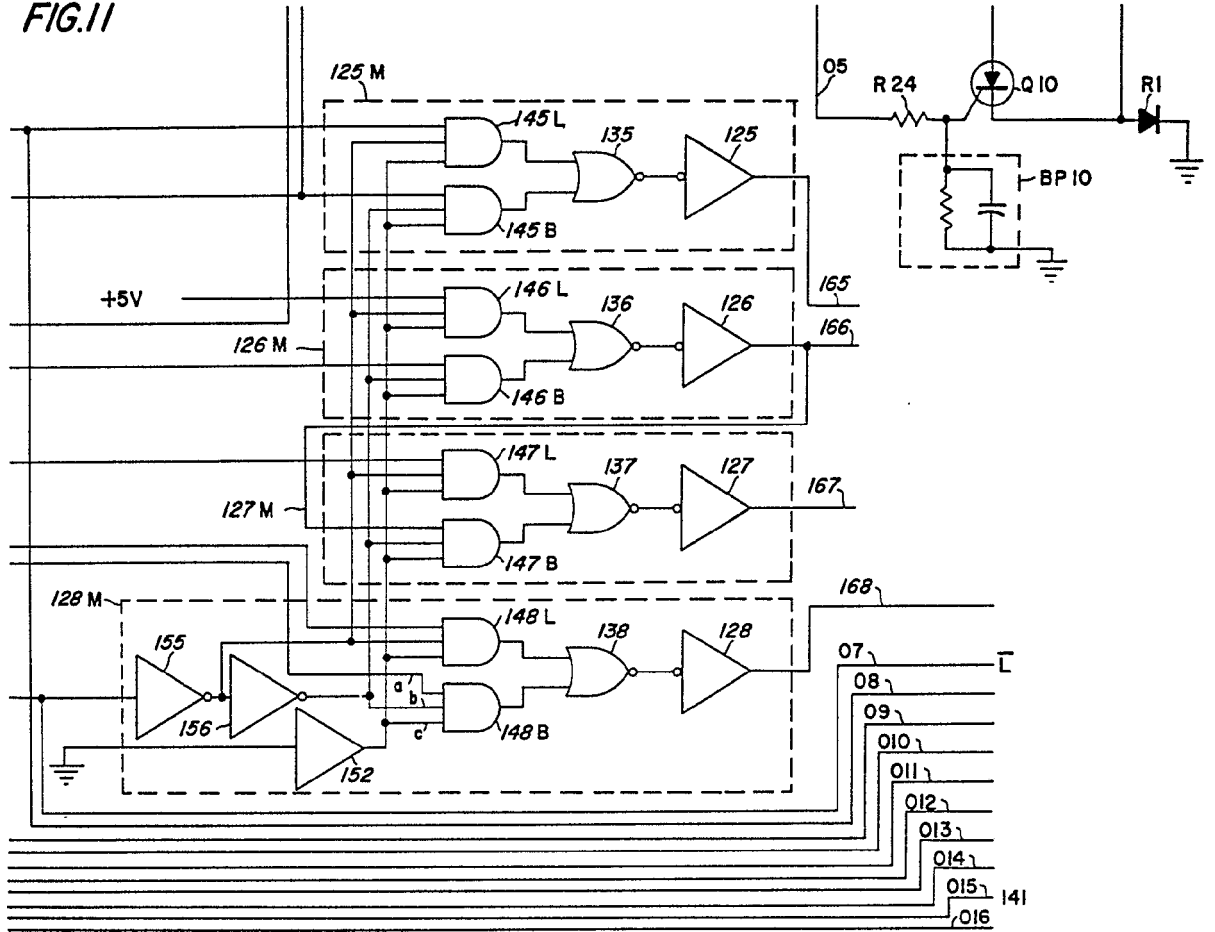 FIG.11
125 M
145 L
135
125
05
R 24
Q 10
R1
BP 10
145 B
+5V
146 L
136
126
165
166
126 M
146 B
147 L
137
127
167
127 M
147 B
128 M
148 L
138
128
168
155
156
a
b
c
148 B
152
07
L̅
08
09
010
011
012
013
014
015
141
016